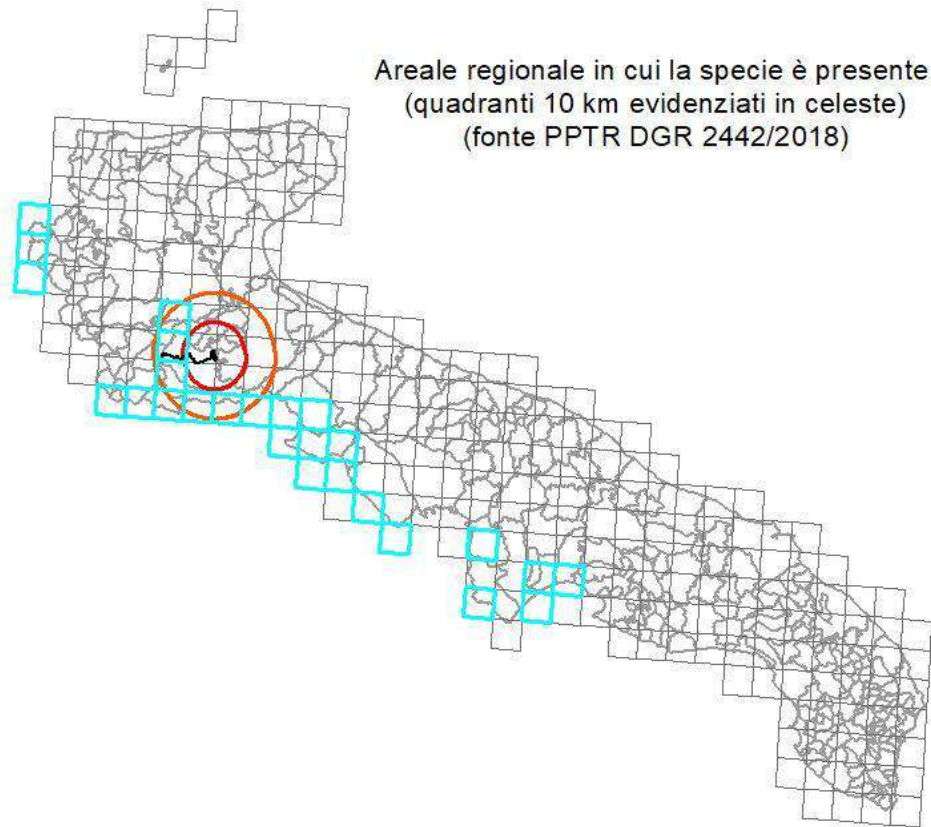 Areale regionale in cui la specie è presente
(quadranti 10 km evidenziati in celeste)
(fonte PPTR DGR 2442/2018)